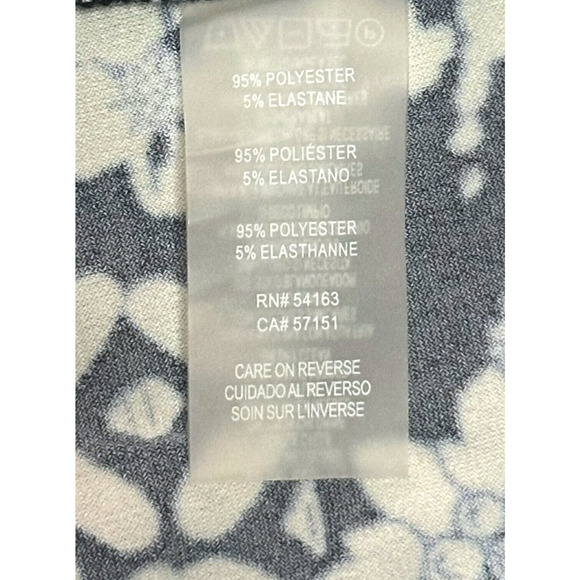 95% POLYESTER
5% ELASTANE
95% POLIÉSTER
5% ELASTANO
95% POLYESTER
5% ELASTHANNE
RN# 54163
CA# 57151
CARE ON REVERSE
CUIDADO AL REVERSO
SOIN SUR L'INVERSE